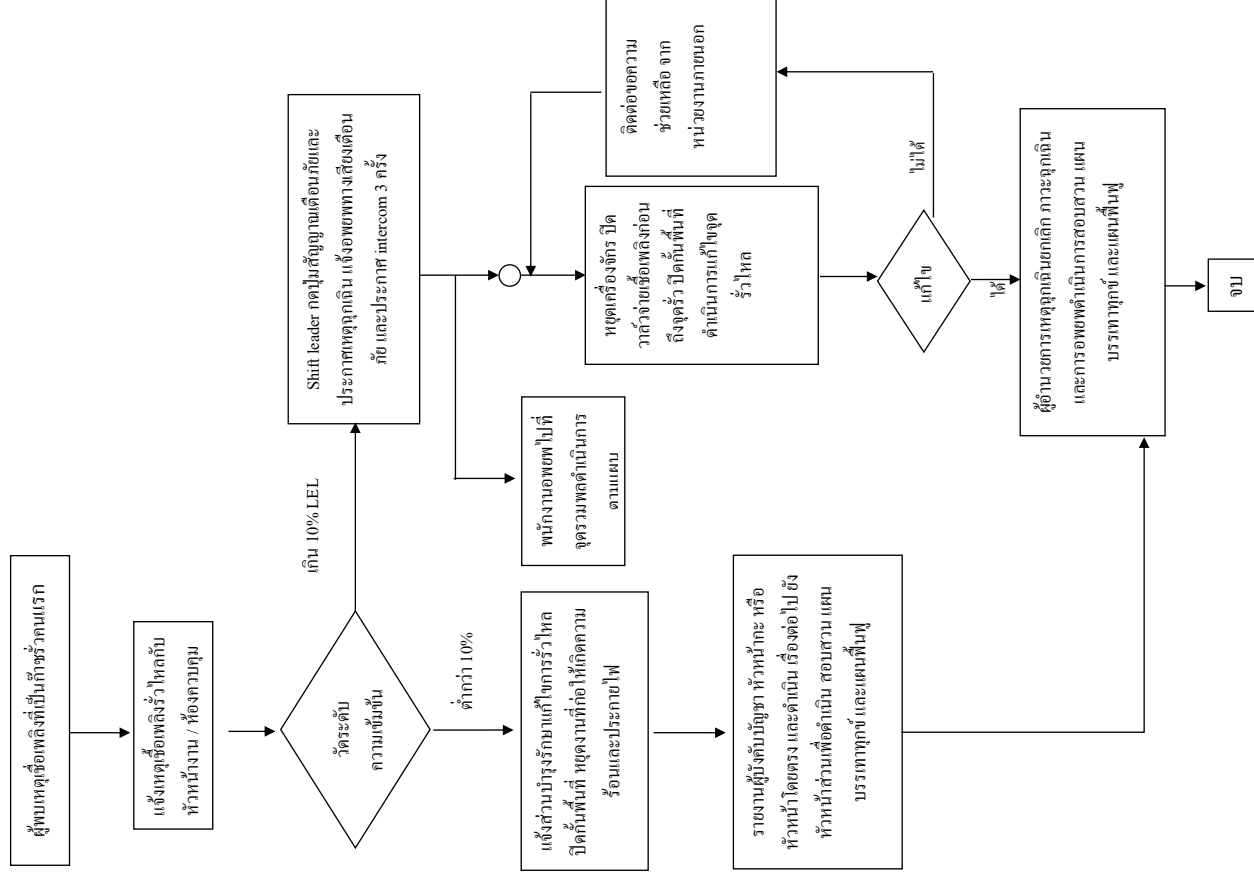 ผู้พบเหตุเชื้อเพลิงที่เป็นก๊าซรั่วคนแรก
แจ้งเหตุเชื้อเพลิงรั่วไหลกับ
หัวหน้างาน / ห้องควบคุม
วัดระดับ
ความเข้มข้น
เกิน 10% LEL
ต่ำกว่า 10%
Shift leader กดปุ่มสัญญาณเตือนภัยและ
ประกาศเหตุฉุกเฉิน แจ้งอพยพทางเสียงเตือน
ภัย และประกาศ intercom 3 ครั้ง
พนักงานอพยพไปที่
จุดรวมพลดำเนินการ
ตามแผน
หยุดเครื่องจักร ปิด
วาล์วจ่ายเชื้อเพลิงก่อน
ถึงจุดรั่ว ปิดกั้นพื้นที่
ดำเนินการแก้ไขจุด
รั่วไหล
ติดต่อขอความ
ช่วยเหลือ จาก
หน่วยงานภายนอก
แก้ไข
ไม่ได้
ได้
แจ้งส่วนบำรุงรักษาแก้ไขการรั่วไหล
ปิดกั้นพื้นที่ หยุดงานที่ก่อให้เกิดความ
ร้อนและประกายไฟ
รายงานผู้บังคับบัญชา หัวหน้ากะ หรือ
หัวหน้าโดยตรง และดำเนิน เรื่องต่อไป ยัง
หัวหน้าส่วนเพื่อดำเนิน สอบสวน แผน
บรรเทาทุกข์ และแผนฟื้นฟู
ผู้อำนวยการเหตุฉุกเฉินยกเลิก ภาวะฉุกเฉิน
และการอพยพดำเนินการสอบสวน แผน
บรรเทาทุกข์ และแผนฟื้นฟู
จบ